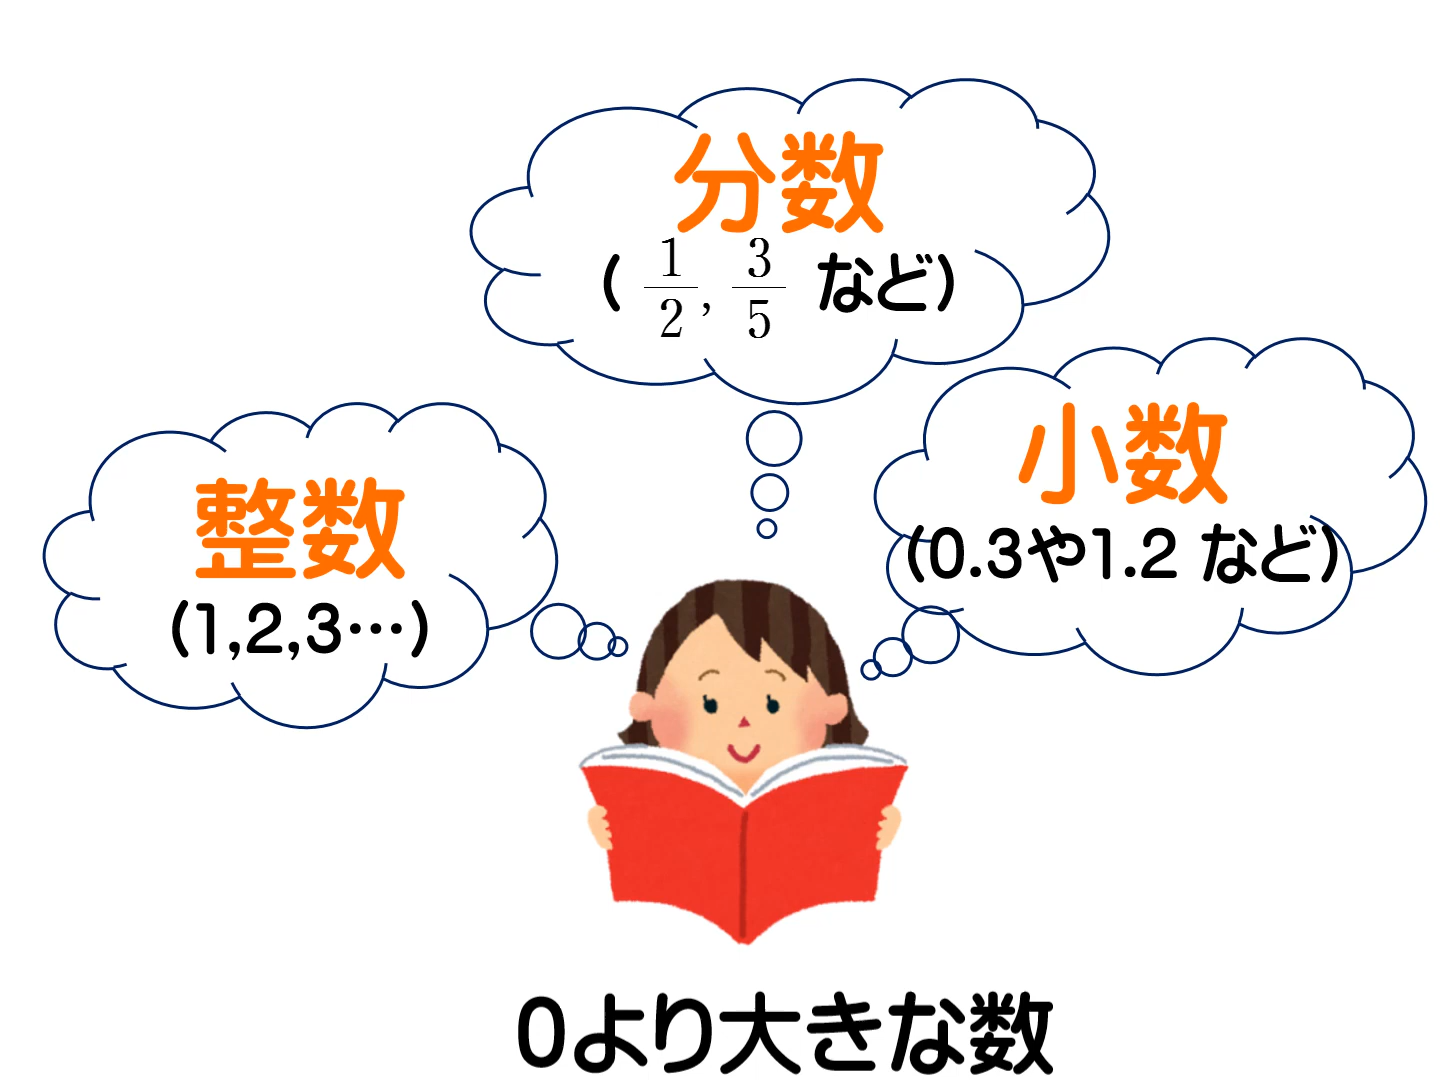 分数
( 1/2, 3/5 など)
小数
(0.3や1.2 など)
整数
(1,2,3…)
0より大きな数